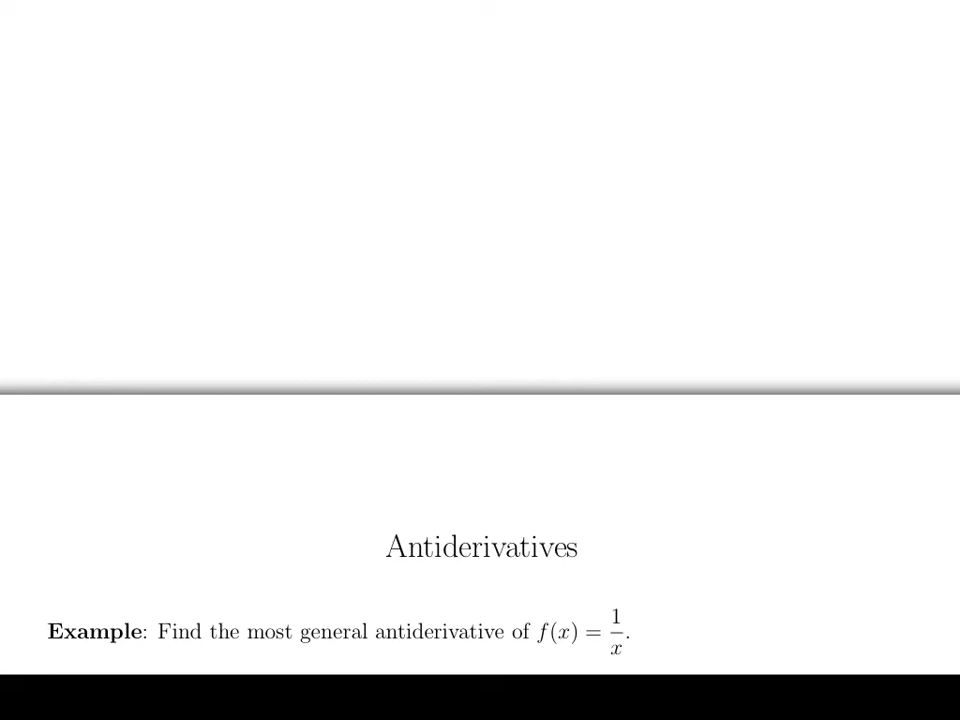 Antiderivatives
Example: Find the most general antiderivative of f(x) = 1/x.